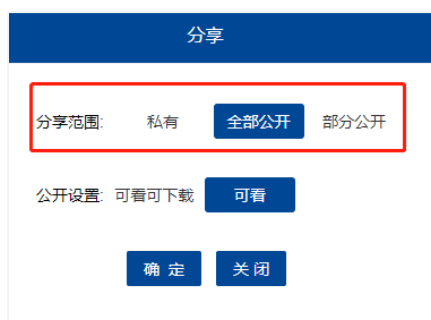 分享
分享范围: 私有 全部公开 部分公开
公开设置: 可看可下载 可看
确 定 关 闭